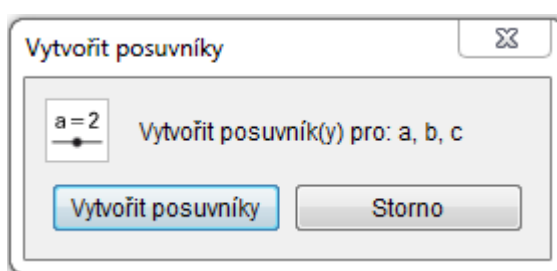 Vytvořit posuvníky
a=2
Vytvořit posuvník(y) pro: a, b, c
Vytvořit posuvníky
Storno